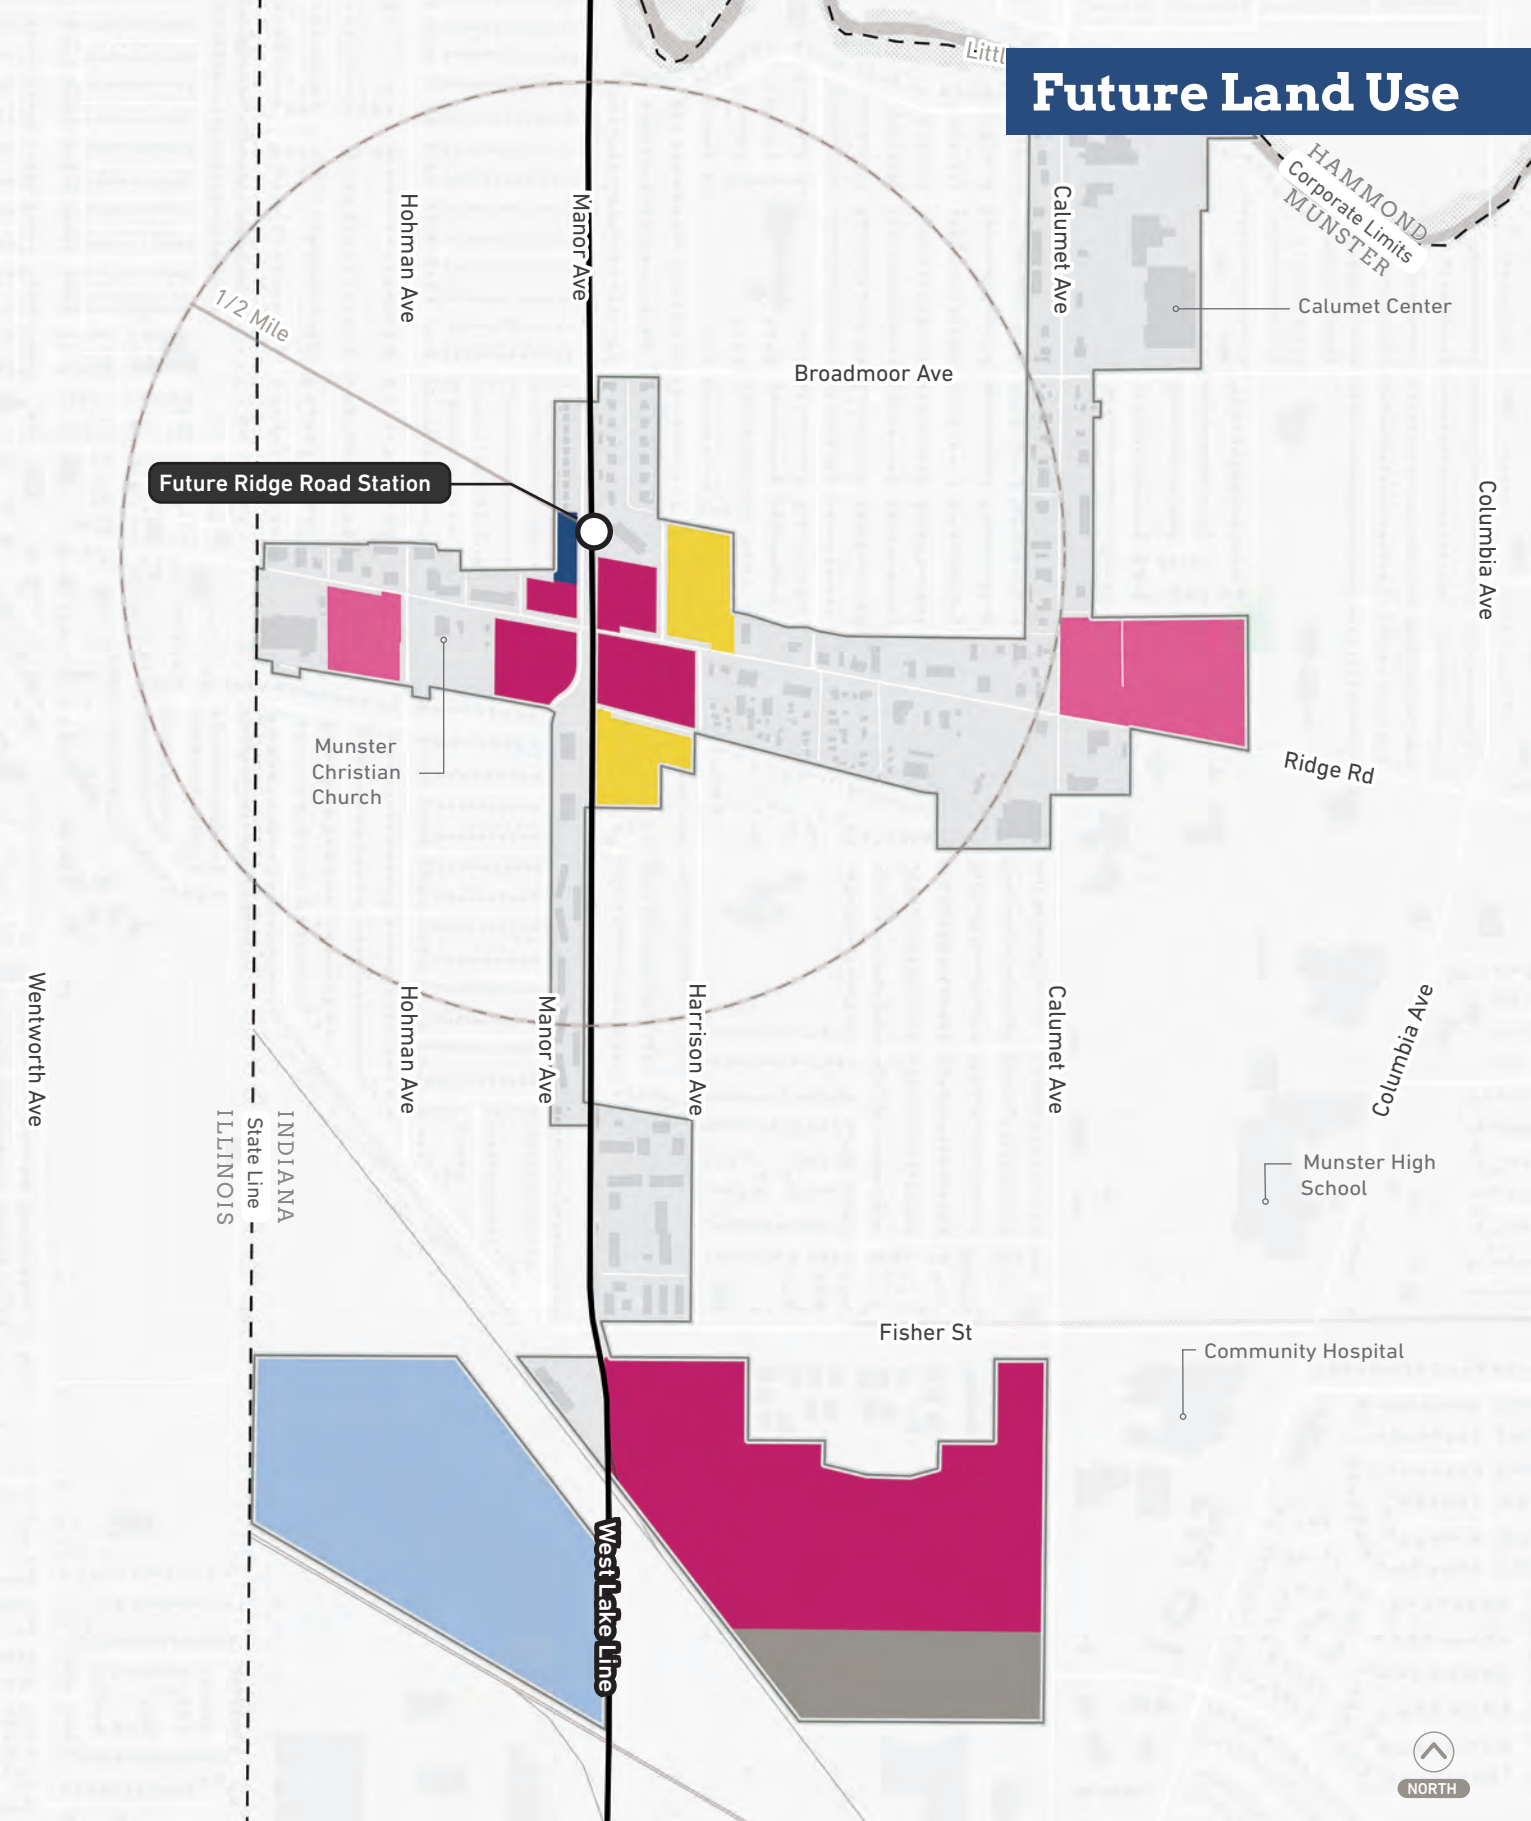 Littl
Future Land Use
HAMMOND
Corporate Limits
MUNSTER
Hohman Ave
Manor Ave
Calumet Ave
1/2 Mile
Calumet Center
Broadmoor Ave
Future Ridge Road Station
Columbia Ave
Munster
Christian
Church
Ridge Rd
Wentworth Ave
Hohman Ave
Manor Ave
Harrison Ave
Calumet Ave
Columbia Ave
ILLINOIS
State Line
INDIANA
Munster High
School
Fisher St
Community Hospital
West Lake Line
NORTH